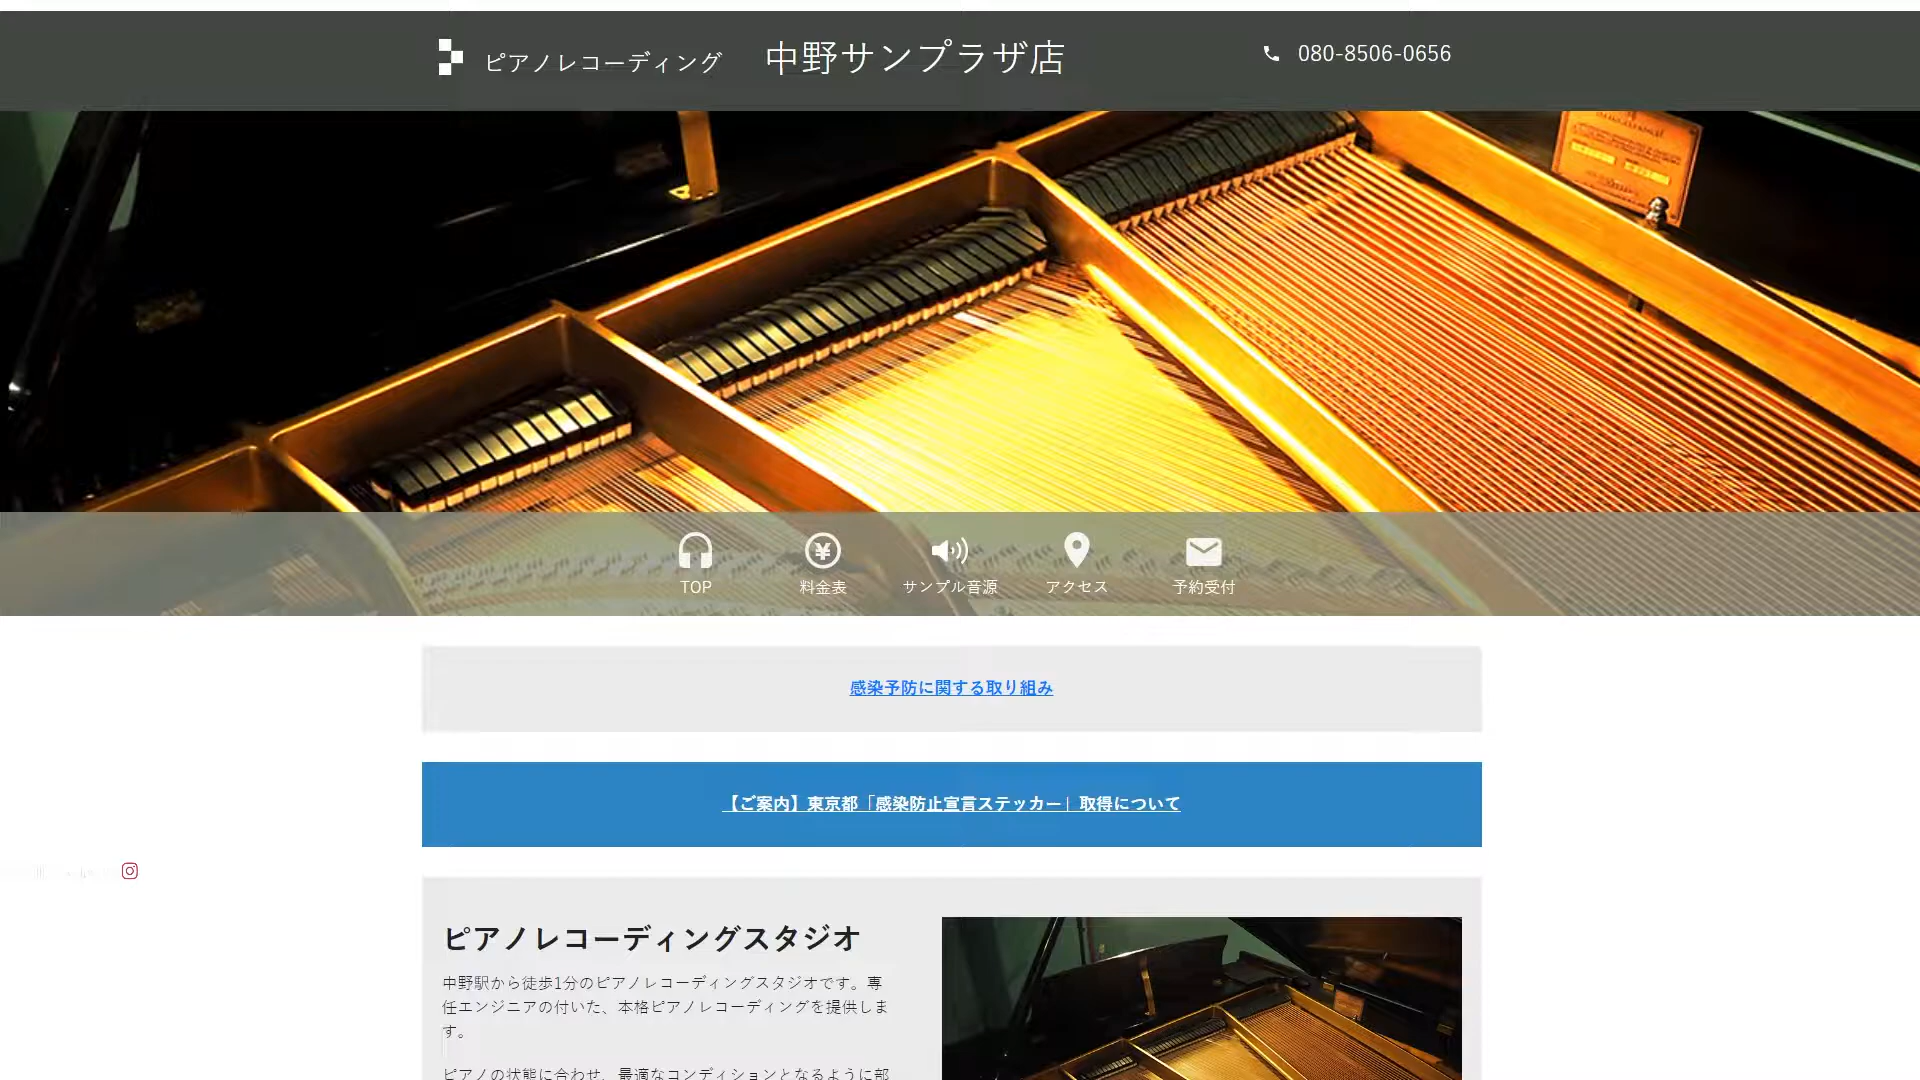 ピアノレコーディング 中野サンプラザ店
080-8506-0656
TOP
料金表
サンプル音源
アクセス
予約受付
感染予防に関する取り組み
【ご案内】東京都「感染防止宣言ステッカー」取得について
ピアノレコーディングスタジオ
中野駅から徒歩1分のピアノレコーディングスタジオです。専
任エンジニアの付いた、本格ピアノレコーディングを提供しま
す。
ピアノの状態に合わせ、最適なコンディションとなるように部